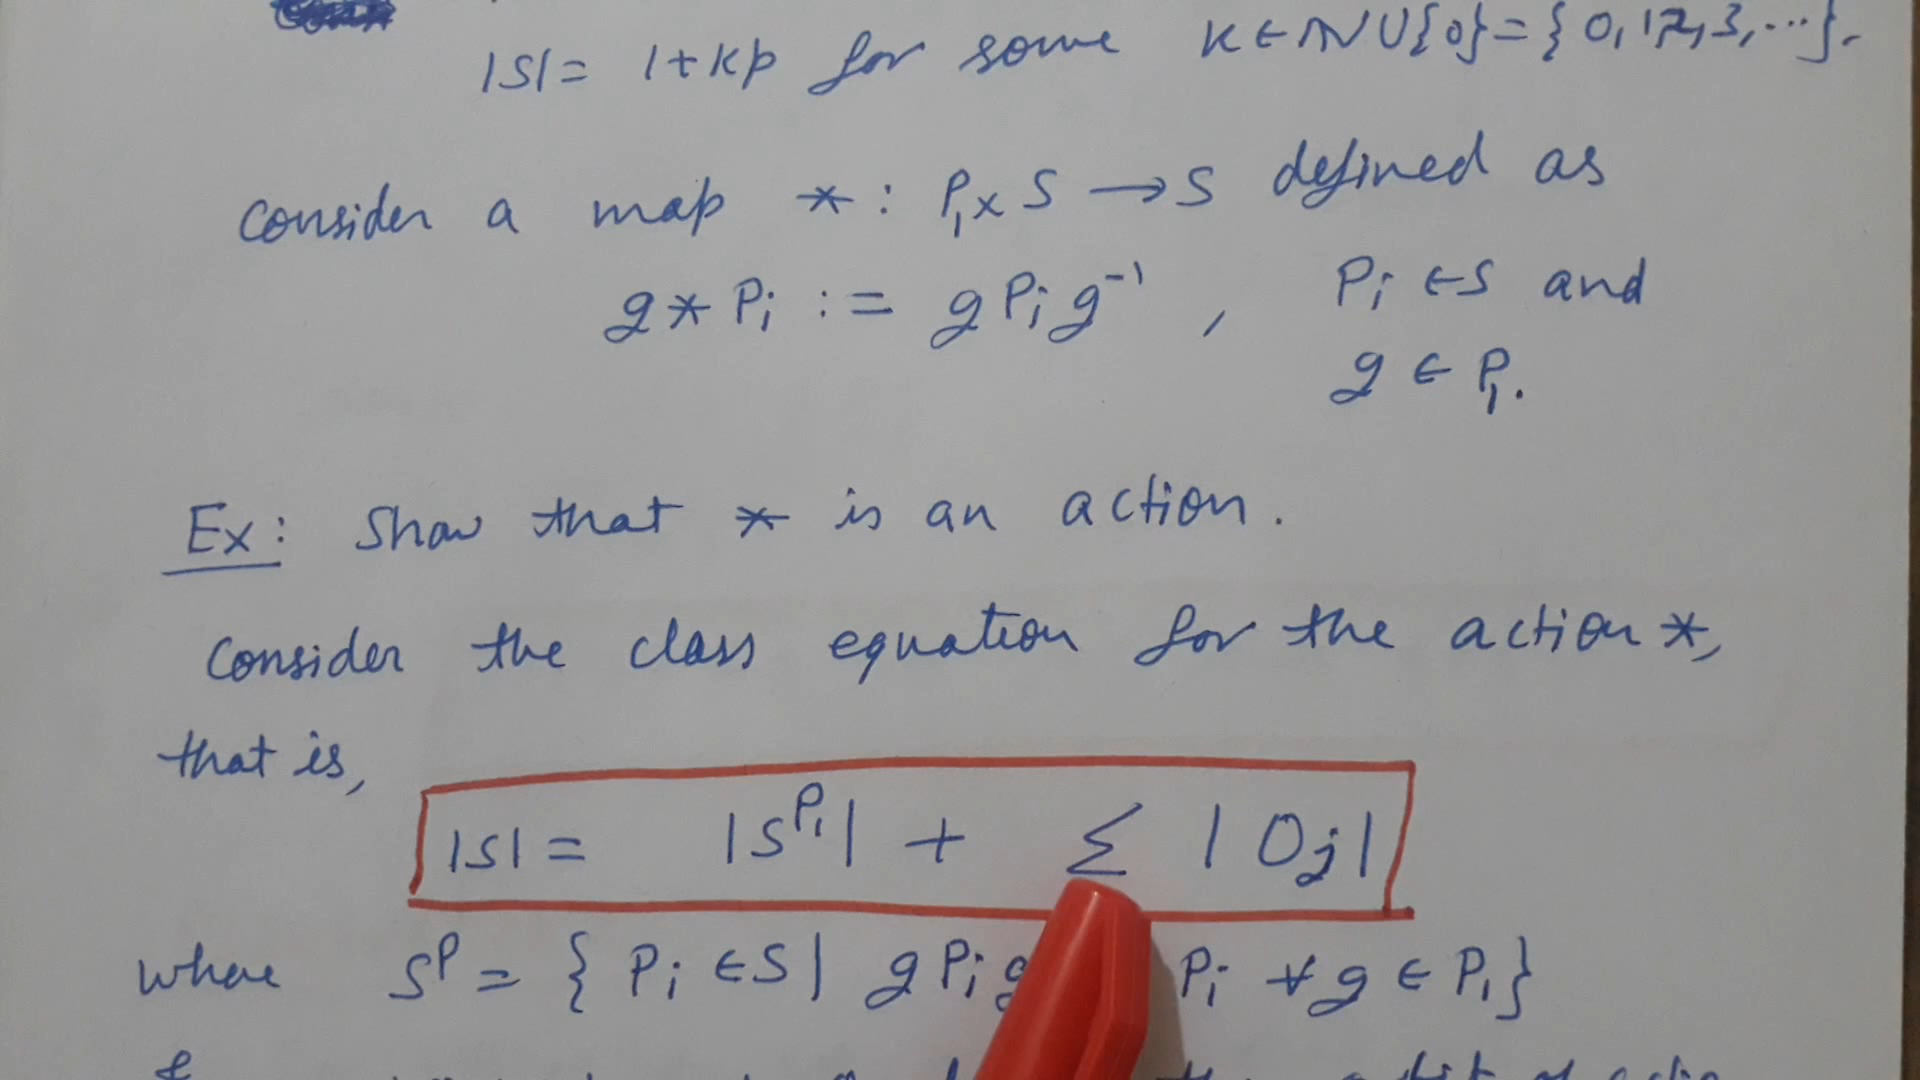 |S| = 1+kp for some K ∈ ℕ ∪ {0} = {0, 1, 2, 3, ...}.
Consider a map * : P₁ × S → S defined as
g * Pᵢ := g Pᵢ g⁻¹ , Pᵢ ∈ S and
g ∈ P₁.
Ex: Show that * is an action.
Consider the class equation for the action *,
that is,
|S| = |S^P₁| + Σ |Oj|
where S^P = { Pᵢ ∈ S | g Pᵢ g Pᵢ ∀ g ∈ P₁}
&